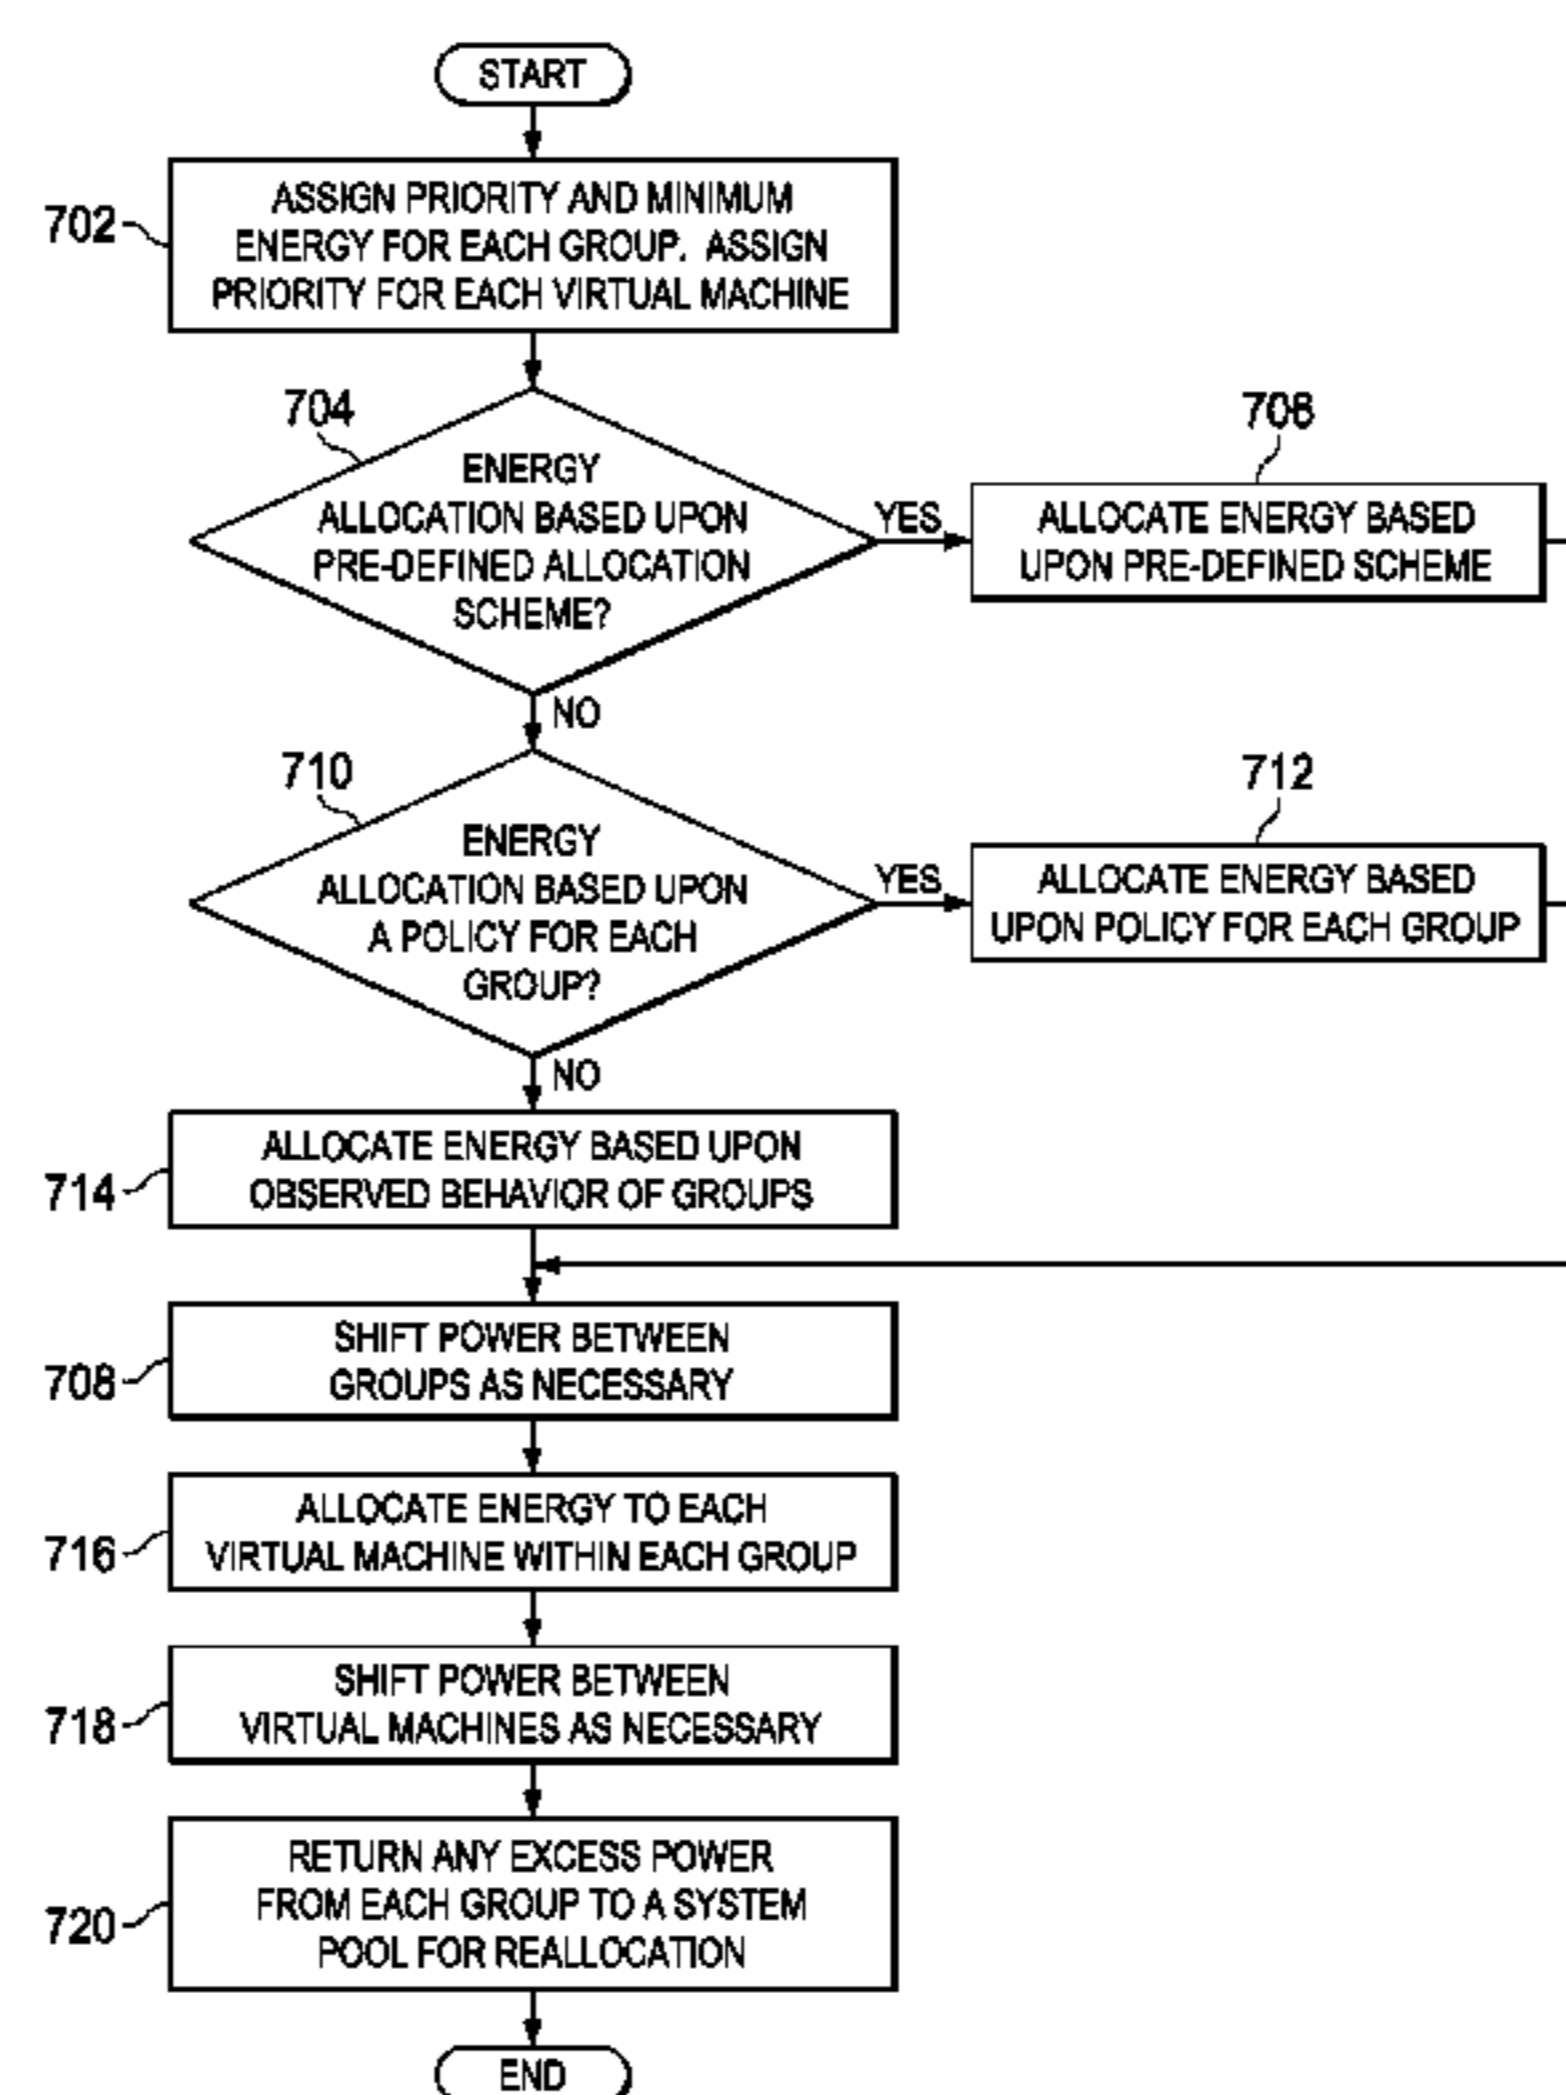 START
702
ASSIGN PRIORITY AND MINIMUM
ENERGY FOR EACH GROUP. ASSIGN
PRIORITY FOR EACH VIRTUAL MACHINE
704
ENERGY
ALLOCATION BASED UPON
PRE-DEFINED ALLOCATION
SCHEME?
YES
706
ALLOCATE ENERGY BASED
UPON PRE-DEFINED SCHEME
NO
710
ENERGY
ALLOCATION BASED UPON
A POLICY FOR EACH
GROUP?
YES
712
ALLOCATE ENERGY BASED
UPON POLICY FOR EACH GROUP
NO
714
ALLOCATE ENERGY BASED UPON
OBSERVED BEHAVIOR OF GROUPS
708
SHIFT POWER BETWEEN
GROUPS AS NECESSARY
716
ALLOCATE ENERGY TO EACH
VIRTUAL MACHINE WITHIN EACH GROUP
718
SHIFT POWER BETWEEN
VIRTUAL MACHINES AS NECESSARY
720
RETURN ANY EXCESS POWER
FROM EACH GROUP TO A SYSTEM
POOL FOR REALLOCATION
END